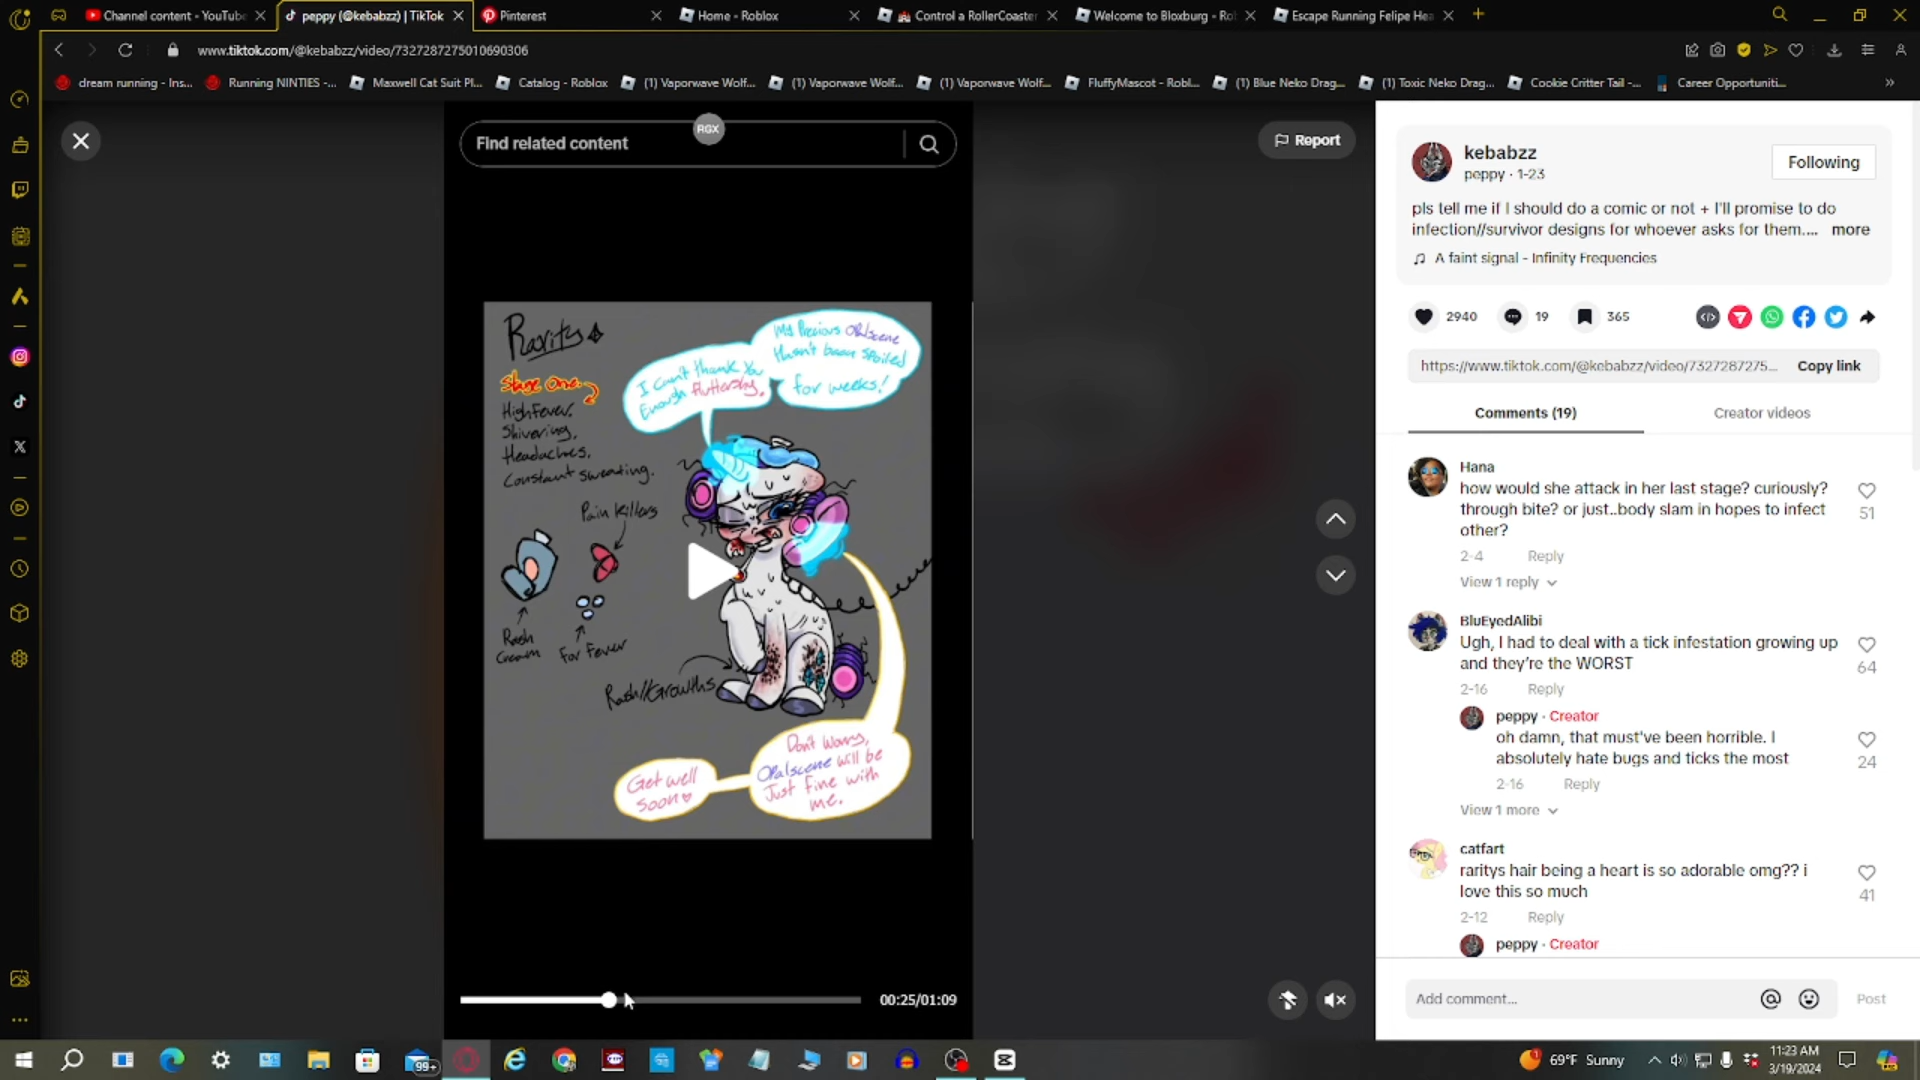 Channel content - YouTube
peppy (@kebabzz) | TikTok
Pinterest
Home - Roblox
Control a RollerCoaster
Welcome to Bloxburg - Ro
Escape Running Felipe Hea
www.tiktok.com/@kebabzz/video/7327287275010690306
dream running - Ins...
Running NINTIES -...
Maxwell Cat Suit Pl...
Catalog - Roblox
(1) Vaporwave Wolf...
(1) Vaporwave Wolf...
(1) Vaporwave Wolf...
FluffyMascot - Robl...
(1) Blue Neko Drag...
(1) Toxic Neko Drag...
Cookie Critter Tail -...
Career Opportuniti...
Find related content
RGX
Report
Rarity
Stage One.
High Fever.
Shivering.
Headaches.
Constant sweating.
I can't thank You
Enough Fluttershy.
My Precious Opalscene
Hasn't been spoiled
for weeks!
Pain Killers
Rash
Cream
for Fever
Rash//Growths
Don't worry,
Opalscene will be
Just fine with
me.
Get well
soon
00:25/01:09
kebabzz
peppy · 1-23
Following
pls tell me if I should do a comic or not + I'll promise to do
infection//survivor designs for whoever asks for them.... more
A faint signal - Infinity Frequencies
2940
19
365
https://www.tiktok.com/@kebabzz/video/7327287275...
Copy link
Comments (19)
Creator videos
Hana
how would she attack in her last stage? curiously?
through bite? or just..body slam in hopes to infect
other?
51
2-4 Reply
View 1 reply
BluEyedAlibi
Ugh, I had to deal with a tick infestation growing up
and they're the WORST
64
2-16 Reply
peppy · Creator
oh damn, that must've been horrible. I
absolutely hate bugs and ticks the most
24
2-16 Reply
View 1 more
catfart
raritys hair being a heart is so adorable omg?? i
love this so much
41
2-12 Reply
peppy · Creator
Add comment...
Post
99+
69°F Sunny
11:23 AM
3/19/2024